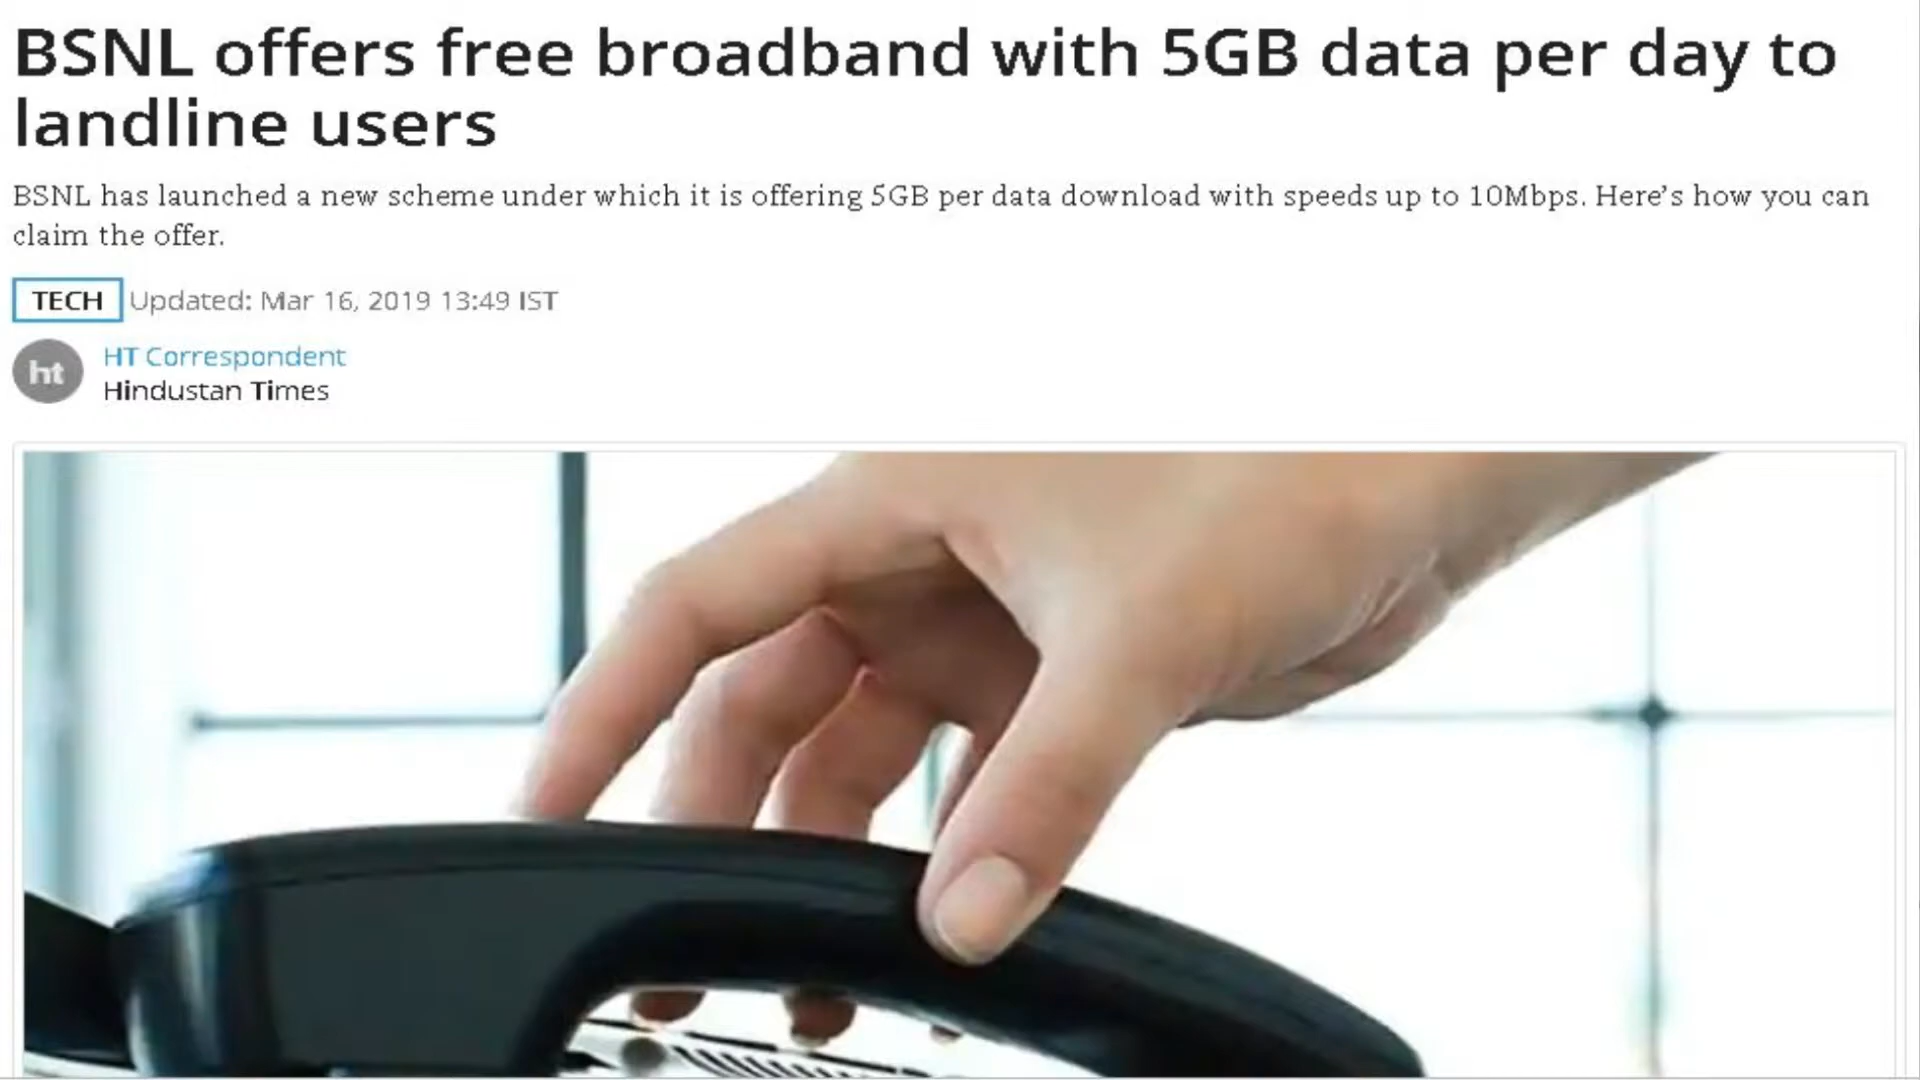 BSNL offers free broadband with 5GB data per day to
landline users
BSNL has launched a new scheme under which it is offering 5GB per data download with speeds up to 10Mbps. Here’s how you can
claim the offer.
TECH Updated: Mar 16, 2019 13:49 IST
ht HT Correspondent
Hindustan Times